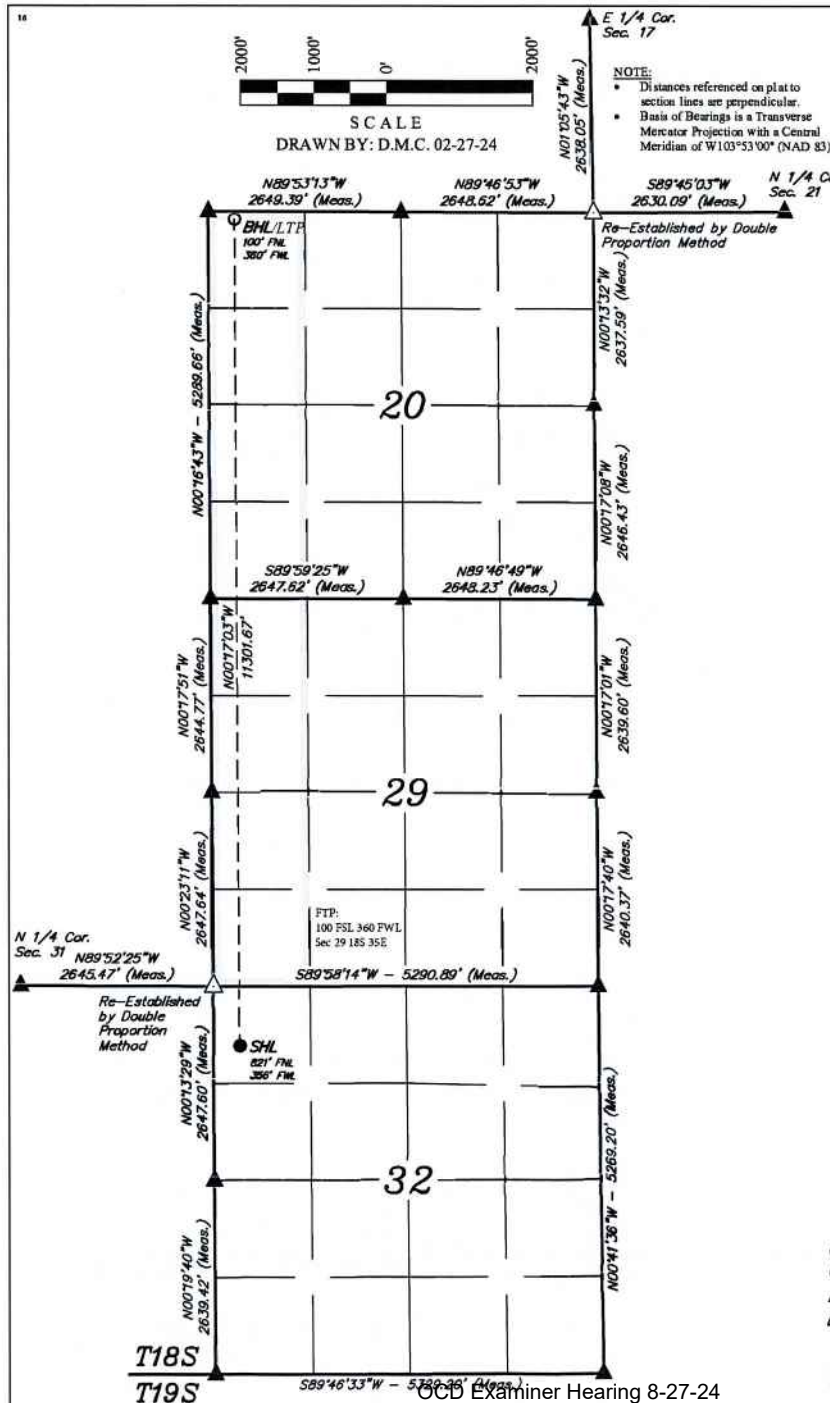 2000'
1000'
0'
2000'
SCALE
DRAWN BY: D.M.C. 02-27-24
E 1/4 Cor.
Sec. 17
NOTE:
• Distances referenced on plat to
section lines are perpendicular.
• Basis of Bearings is a Transverse
Mercator Projection with a Central
Meridian of W103°53'00" (NAD 83)
N01°05'43"W
2638.05' (Meas.)
N89°53'13"W
2649.39' (Meas.)
N89°46'53"W
2648.62' (Meas.)
S89°45'03"W
2630.09' (Meas.)
N 1/4 Co
Sec. 21
BHL/LTP
100' FNL
360' FWL
Re-Established by Double
Proportion Method
N00°13'32"W
2637.59' (Meas.)
N00°16'43"W - 5289.66' (Meas.)
20
N00°17'08"W
2646.43' (Meas.)
S89°59'25"W
2647.62' (Meas.)
N89°46'49"W
2648.23' (Meas.)
N00°17'03"W
11301.67'
N00°17'51"W
2644.77' (Meas.)
N00°17'01"W
2639.60' (Meas.)
29
N00°23'11"W
2647.64' (Meas.)
N00°17'40"W
2640.37' (Meas.)
FTP:
100 FSL 360 FWL
Sec 29 18S 35E
N 1/4 Cor.
Sec. 31
N89°52'25"W
2645.47' (Meas.)
S89°58'14"W - 5290.89' (Meas.)
Re-Established
by Double
Proportion
Method
SHL
821' FNL
356' FWL
N00°13'29"W
2647.60' (Meas.)
32
N00°41'36"W - 5269.20' (Meas.)
N00°19'40"W
2639.42' (Meas.)
T18S
T19S
S89°46'33"W - (Meas.)
OCD Examiner Hearing 8-27-24